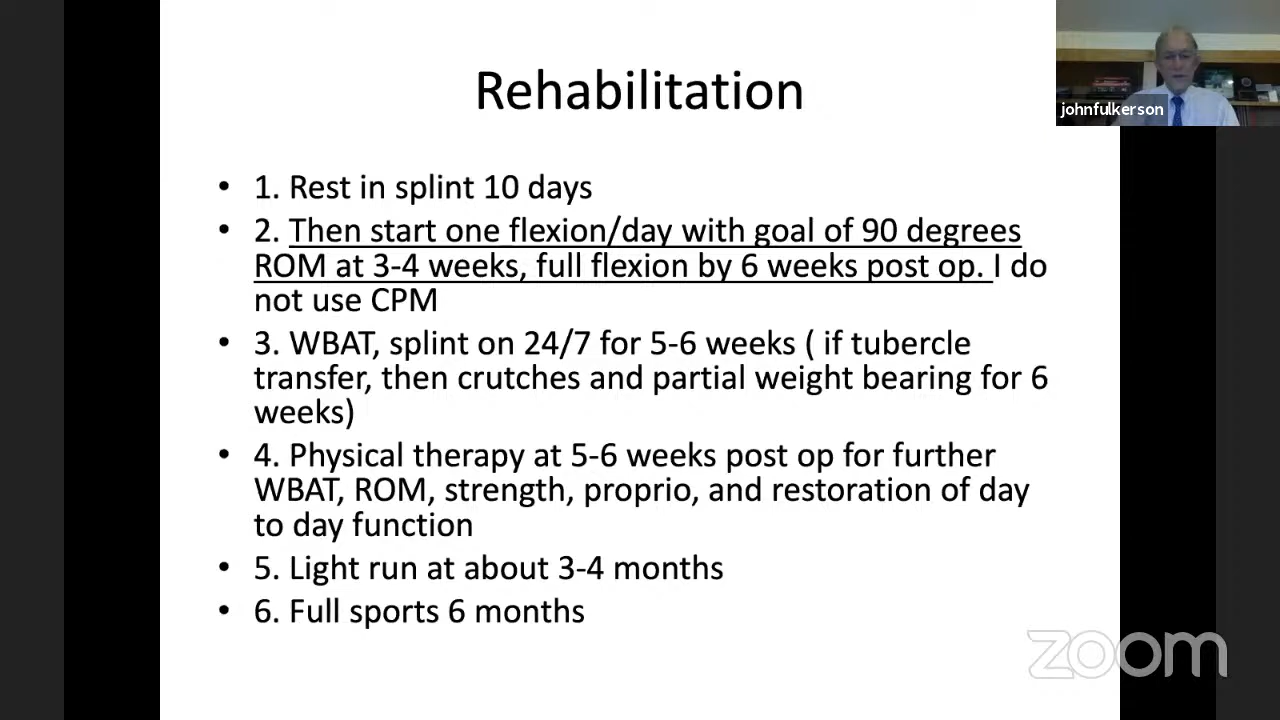 Rehabilitation
johnfulkerson
• 1. Rest in splint 10 days
• 2. Then start one flexion/day with goal of 90 degrees
ROM at 3-4 weeks, full flexion by 6 weeks post op. I do
not use CPM
• 3. WBAT, splint on 24/7 for 5-6 weeks ( if tubercle
transfer, then crutches and partial weight bearing for 6
weeks)
• 4. Physical therapy at 5-6 weeks post op for further
WBAT, ROM, strength, proprio, and restoration of day
to day function
• 5. Light run at about 3-4 months
• 6. Full sports 6 months
zoom